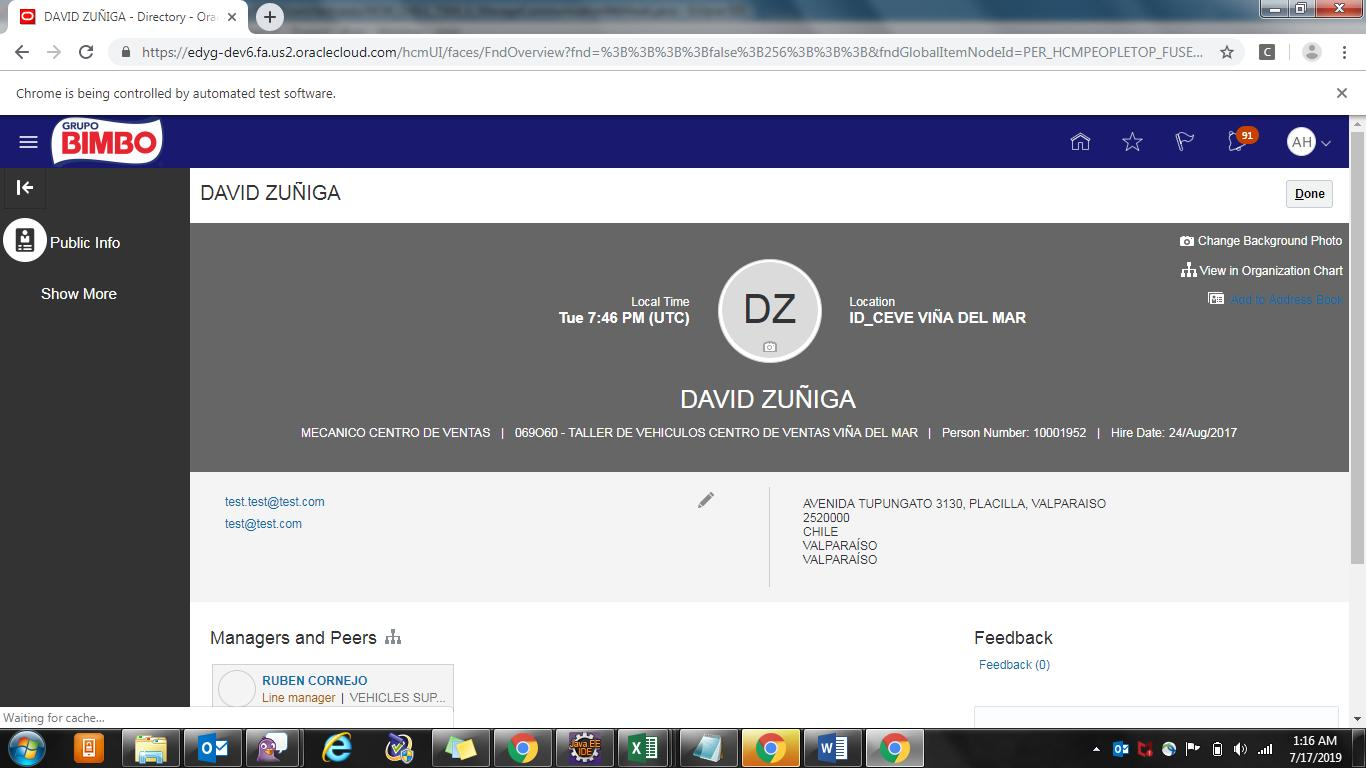 DAVID ZUÑIGA - Directory - Ora
https://edyg-dev6.fa.us2.oraclecloud.com/hcmUI/faces/FndOverview?fnd=%3B%3B%3B%3Bfalse%3B256%3B%3B%3B&fndGlobalItemNodeId=PER_HCMPEOPLETOP_FUSE...
C
Chrome is being controlled by automated test software.
GRUPO
BIMBO
91
AH
DAVID ZUÑIGA
Done
Public Info
Show More
Change Background Photo
View in Organization Chart
Add to Address Book
Local Time
Tue 7:46 PM (UTC)
DZ
Location
ID_CEVE VIÑA DEL MAR
DAVID ZUÑIGA
MECANICO CENTRO DE VENTAS | 069O60 - TALLER DE VEHICULOS CENTRO DE VENTAS VIÑA DEL MAR | Person Number: 10001952 | Hire Date: 24/Aug/2017
test.test@test.com
test@test.com
AVENIDA TUPUNGATO 3130, PLACILLA, VALPARAISO
2520000
CHILE
VALPARAÍSO
VALPARAÍSO
Managers and Peers
RUBEN CORNEJO
Line manager | VEHICLES SUP...
Feedback
Feedback (0)
Waiting for cache...
Java EE
IDE
1:16 AM
7/17/2019